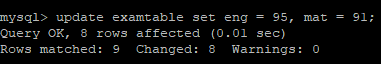 mysql> update examtable set eng = 95, mat = 91;
Query OK, 8 rows affected (0.01 sec)
Rows matched: 9  Changed: 8  Warnings: 0